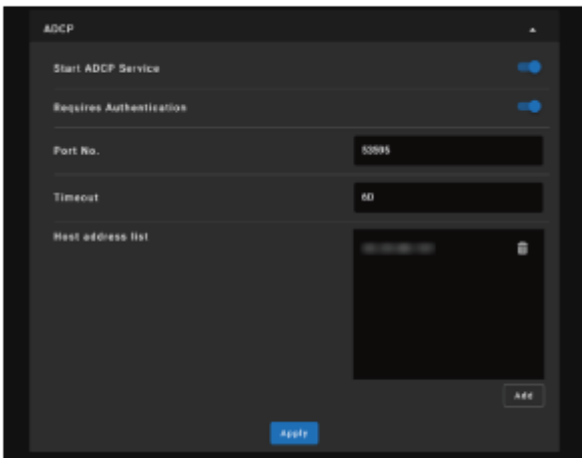 ADCP
Start ADCP Service
Requires Authentication
Port No.
53595
Timeout
60
Host address list
Add
Apply